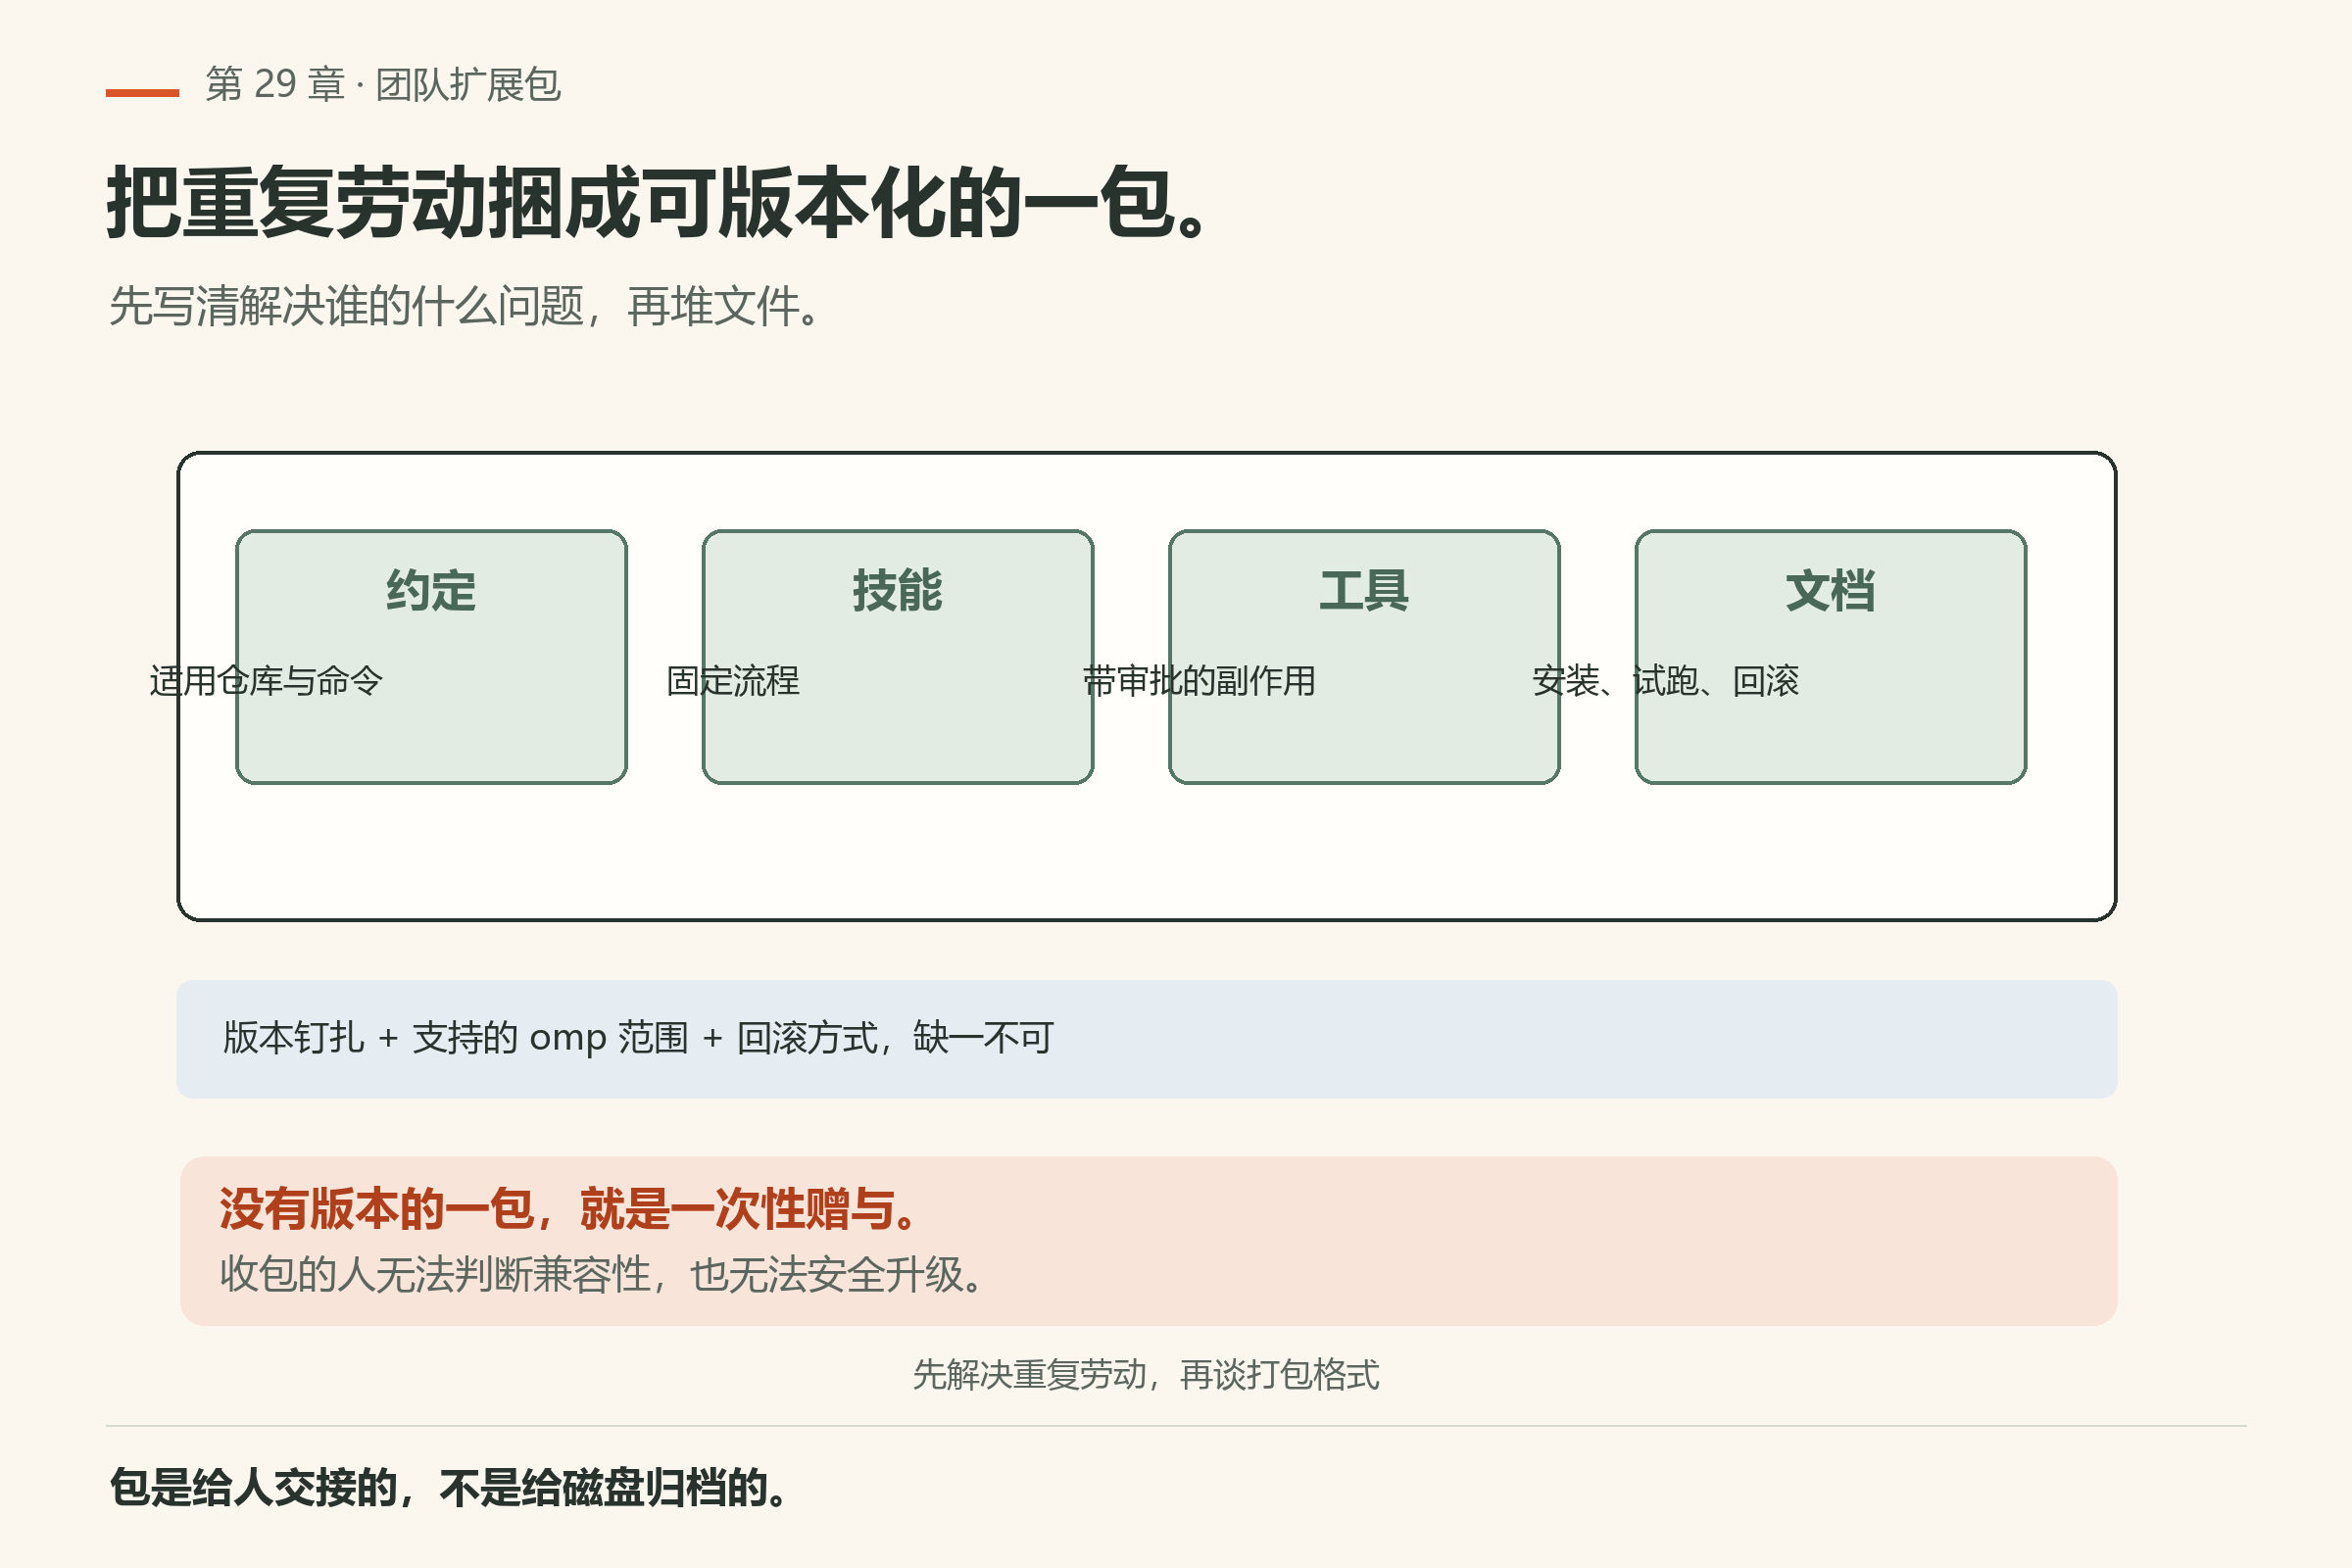 第 29 章 · 团队扩展包
把重复劳动捆成可版本化的一包。
先写清解决谁的什么问题，再堆文件。
约定
适用仓库与命令
技能
固定流程
工具
带审批的副作用
文档
安装、试跑、回滚
版本钉扎 + 支持的 omp 范围 + 回滚方式，缺一不可
没有版本的一包，就是一次性赠与。
收包的人无法判断兼容性，也无法安全升级。
先解决重复劳动，再谈打包格式
包是给人交接的，不是给磁盘归档的。